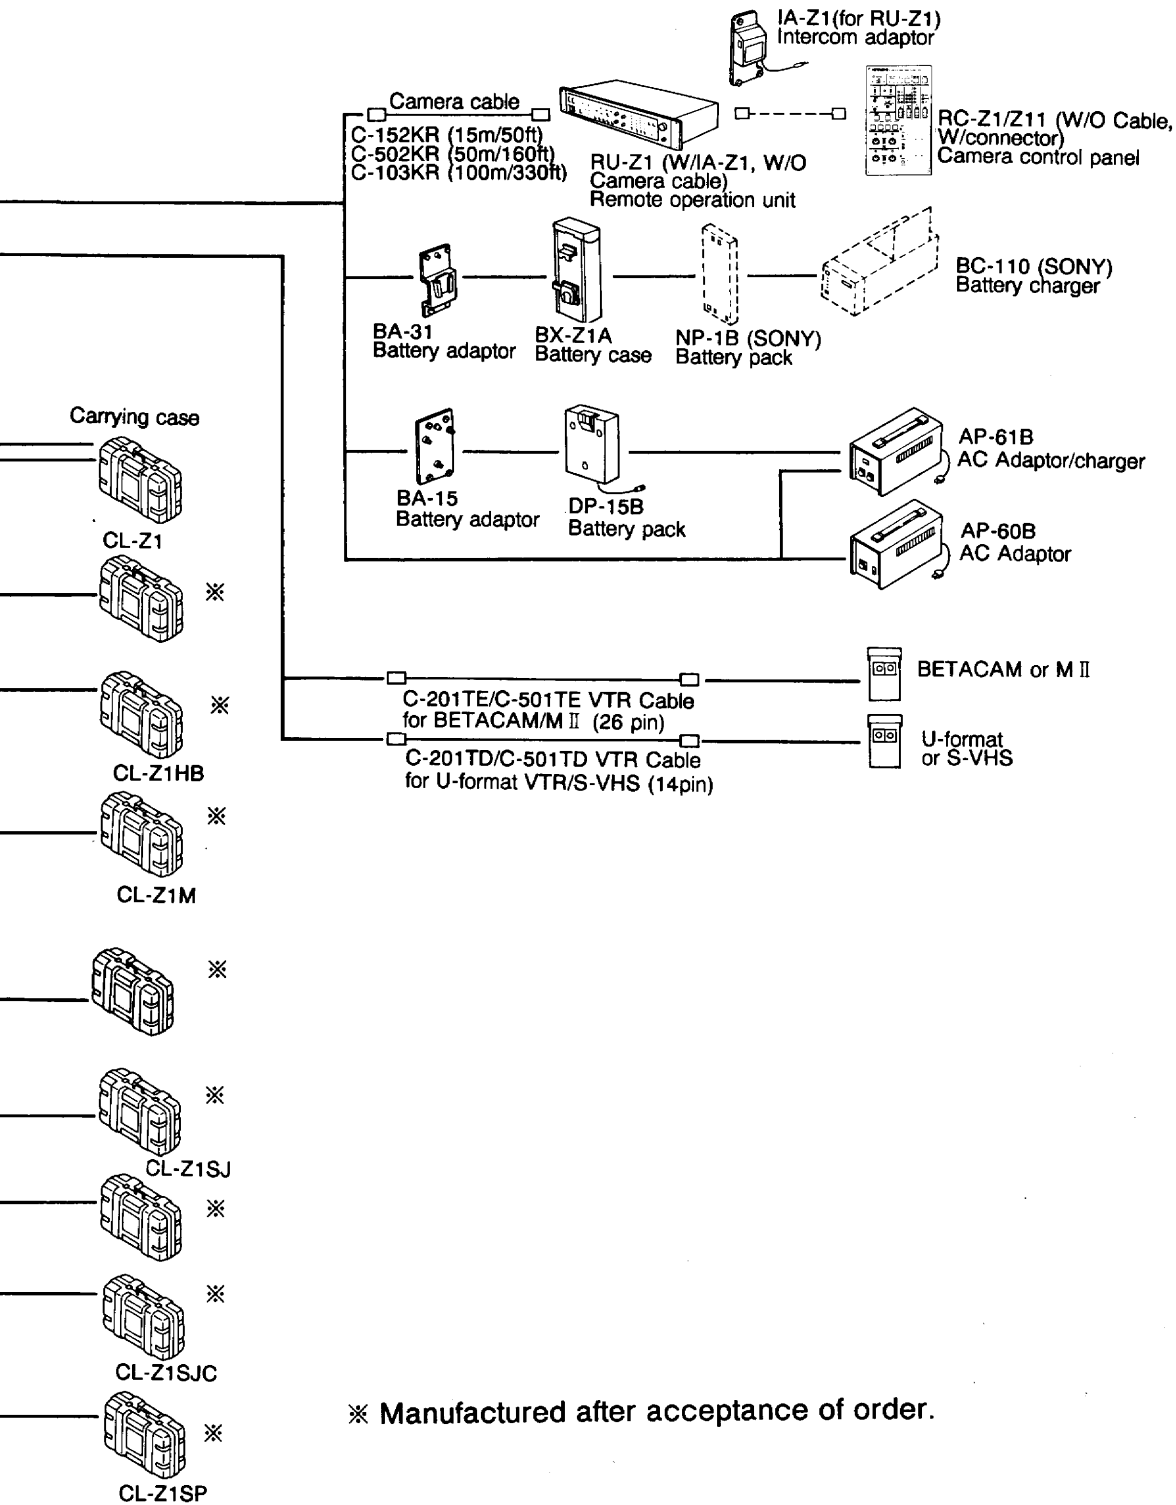 IA-Z1(for RU-Z1)
Intercom adaptor
Camera cable
C-152KR (15m/50ft)
C-502KR (50m/160ft)
C-103KR (100m/330ft)
RU-Z1 (W/IA-Z1, W/O
Camera cable)
Remote operation unit
RC-Z1/Z11 (W/O Cable,
W/connector)
Camera control panel
BA-31
Battery adaptor
BX-Z1A
Battery case
NP-1B (SONY)
Battery pack
BC-110 (SONY)
Battery charger
BA-15
Battery adaptor
DP-15B
Battery pack
AP-61B
AC Adaptor/charger
AP-60B
AC Adaptor
C-201TE/C-501TE VTR Cable
for BETACAM/M II (26 pin)
BETACAM or M II
C-201TD/C-501TD VTR Cable
for U-format VTR/S-VHS (14pin)
U-format
or S-VHS
Carrying case
CL-Z1
※
※
CL-Z1HB
※
CL-Z1M
※
※
CL-Z1SJ
※
※
CL-Z1SJC
※
CL-Z1SP
※ Manufactured after acceptance of order.